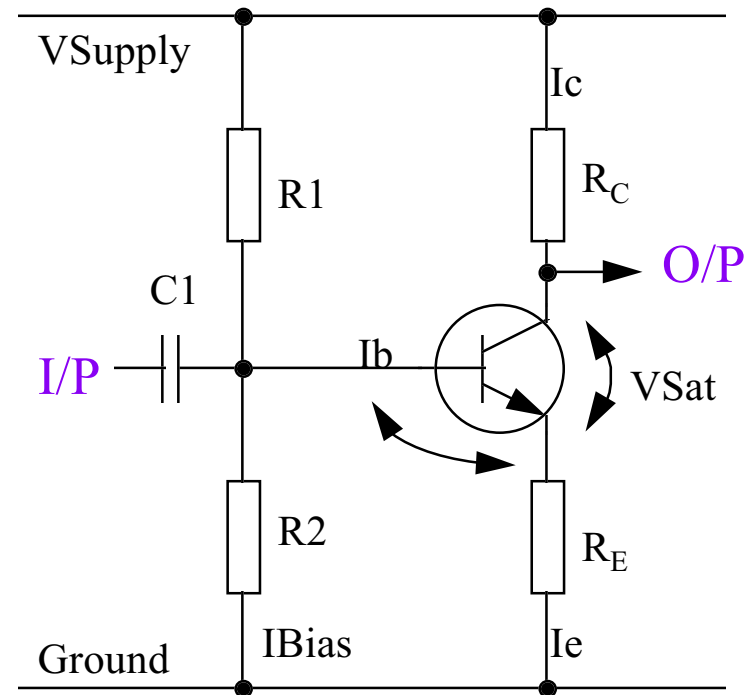 VSupply
Ic
R1
RC
O/P
C1
Ib
I/P
VSat
R2
RE
IBias
Ie
Ground